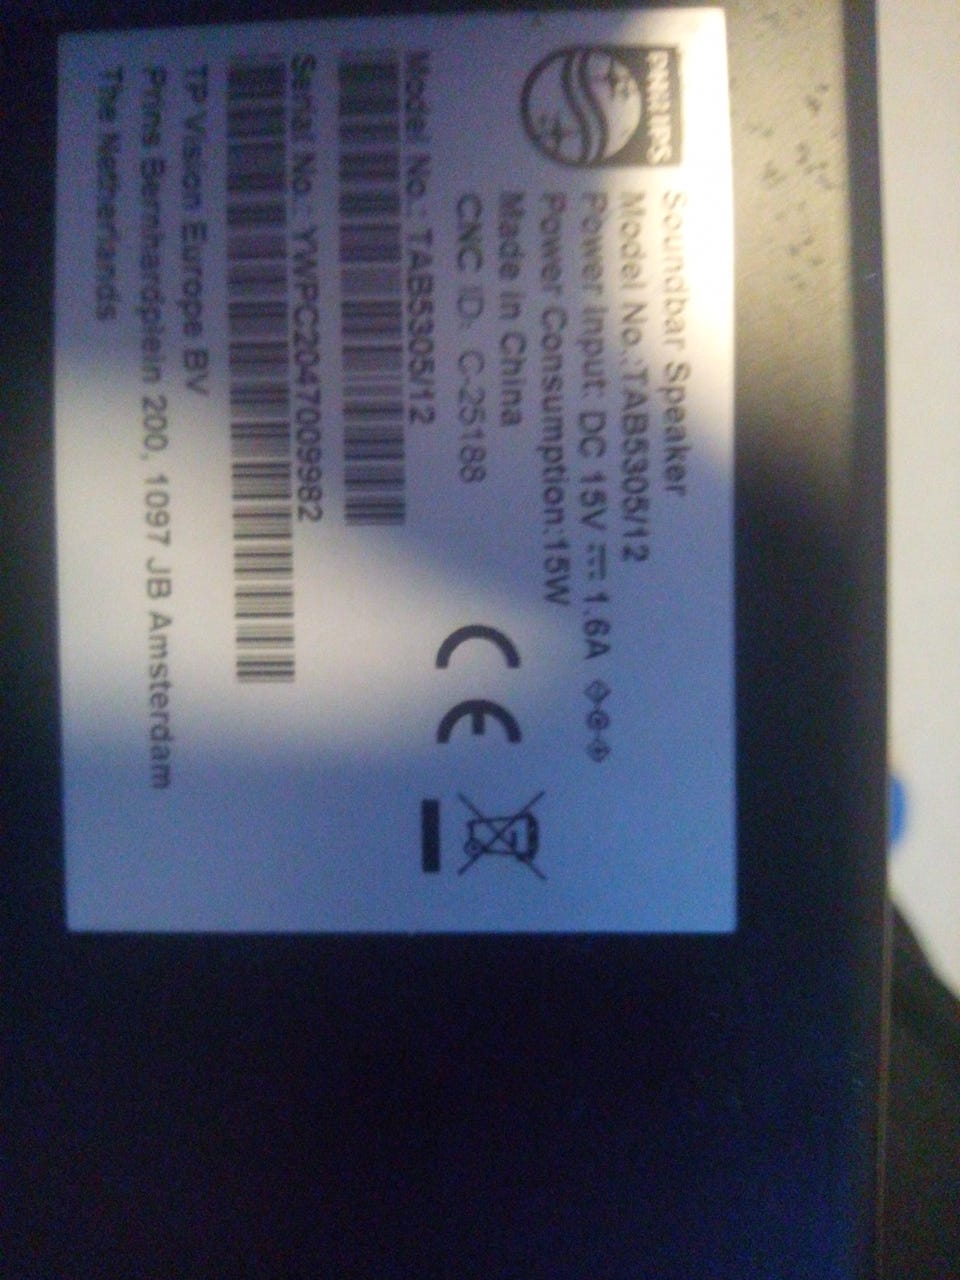 PHILIPS
Soundbar Speaker
Model No.:TAB5305/12
Power Input: DC 15V ⎓ 1.6A
Power Consumption:15W
Made in China
CNC ID: C-25188
Model No.: TAB5305/12
Serial No.: YWPC2047009982
TP Vision Europe BV
Prins Bernhardplein 200, 1097 JB Amsterdam
The Netherlands
CE